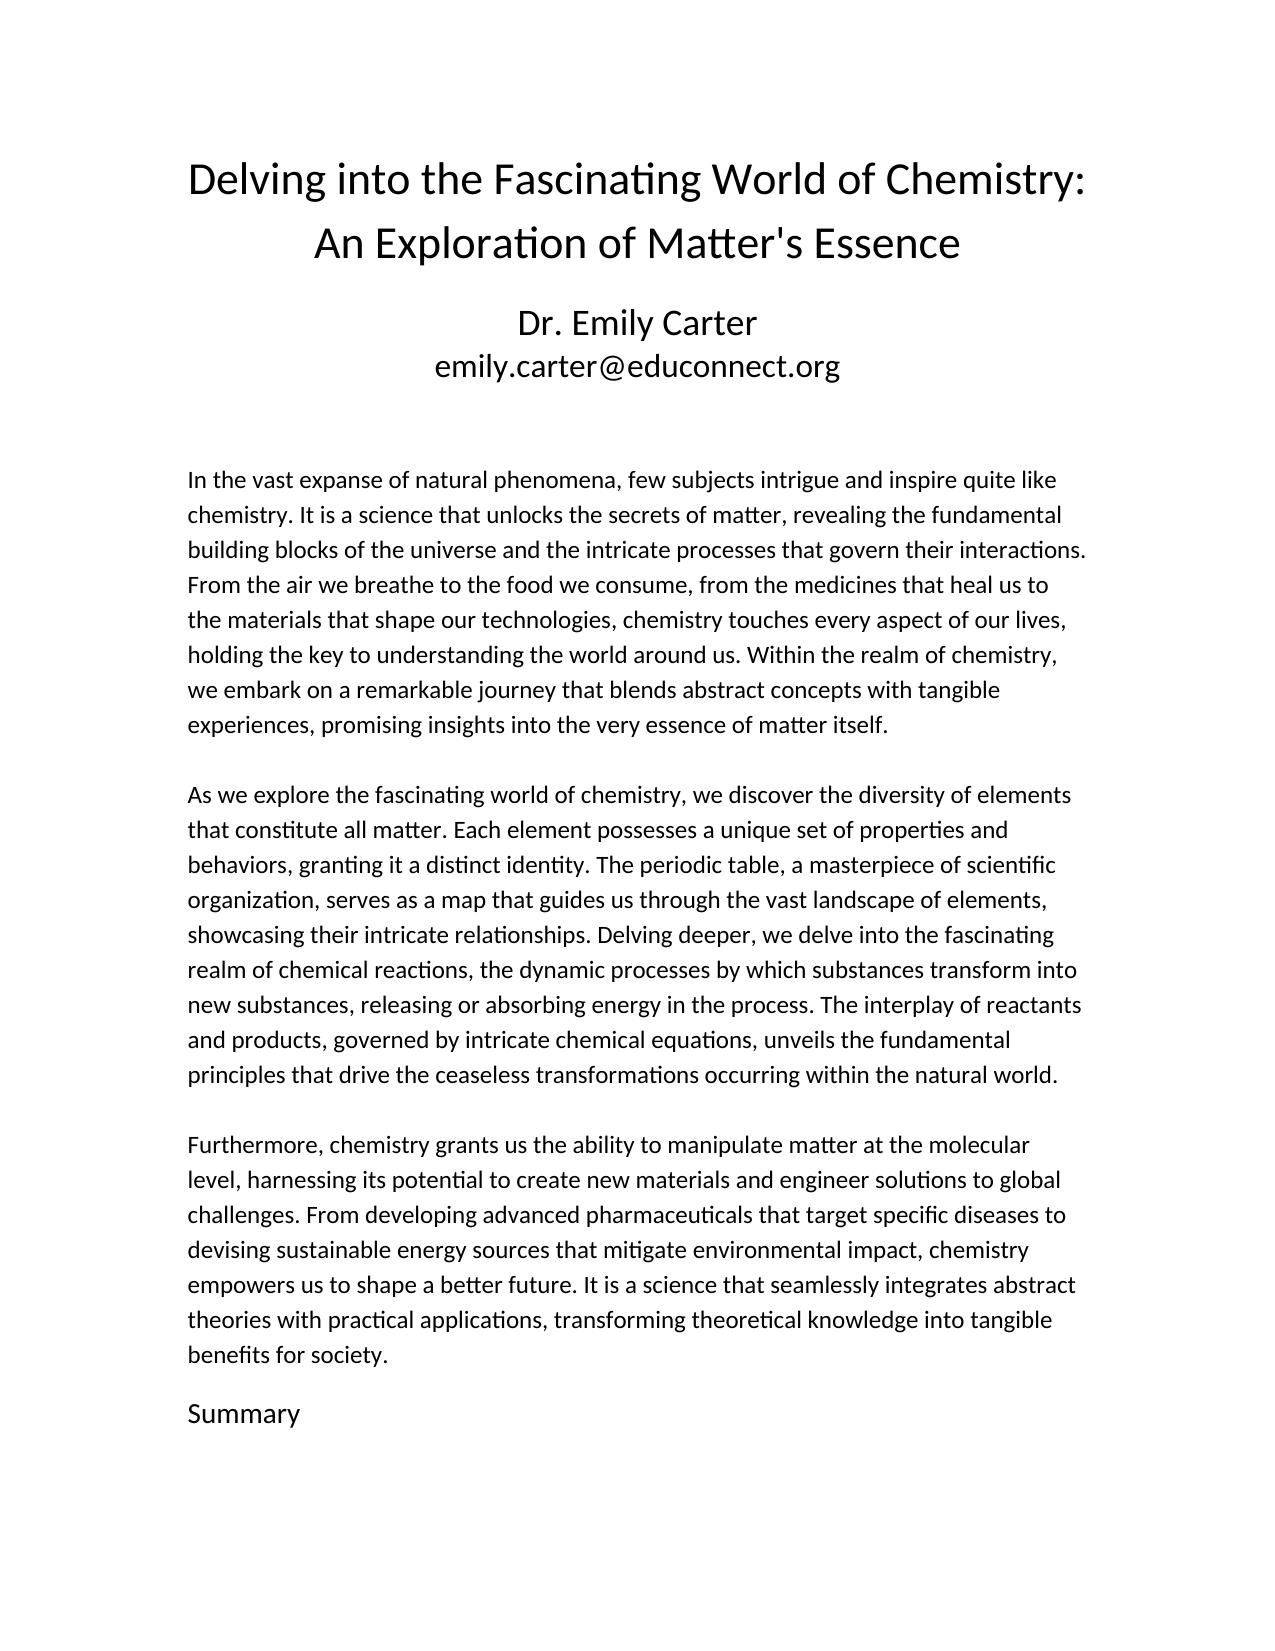 Delving into the Fascinating World of Chemistry:
An Exploration of Matter's Essence
Dr. Emily Carter
emily.carter@educonnect.org
In the vast expanse of natural phenomena, few subjects intrigue and inspire quite like
chemistry. It is a science that unlocks the secrets of matter, revealing the fundamental
building blocks of the universe and the intricate processes that govern their interactions.
From the air we breathe to the food we consume, from the medicines that heal us to
the materials that shape our technologies, chemistry touches every aspect of our lives,
holding the key to understanding the world around us. Within the realm of chemistry,
we embark on a remarkable journey that blends abstract concepts with tangible
experiences, promising insights into the very essence of matter itself.
As we explore the fascinating world of chemistry, we discover the diversity of elements
that constitute all matter. Each element possesses a unique set of properties and
behaviors, granting it a distinct identity. The periodic table, a masterpiece of scientific
organization, serves as a map that guides us through the vast landscape of elements,
showcasing their intricate relationships. Delving deeper, we delve into the fascinating
realm of chemical reactions, the dynamic processes by which substances transform into
new substances, releasing or absorbing energy in the process. The interplay of reactants
and products, governed by intricate chemical equations, unveils the fundamental
principles that drive the ceaseless transformations occurring within the natural world.
Furthermore, chemistry grants us the ability to manipulate matter at the molecular
level, harnessing its potential to create new materials and engineer solutions to global
challenges. From developing advanced pharmaceuticals that target specific diseases to
devising sustainable energy sources that mitigate environmental impact, chemistry
empowers us to shape a better future. It is a science that seamlessly integrates abstract
theories with practical applications, transforming theoretical knowledge into tangible
benefits for society.
Summary